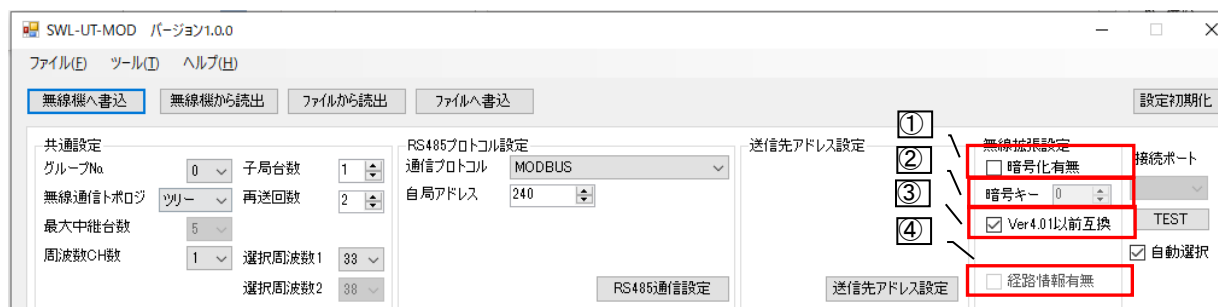 SWL-UT-MOD バージョン1.0.0
ファイル(F) ツール(T) ヘルプ(H)
無線機へ書込 無線機から読出 ファイルから読出 ファイルへ書込 設定初期化
共通設定 RS485プロトコル設定 送信先アドレス設定 ① 無線拡張設定
グループNo. 0 子局台数 1 通信プロトコル MODBUS ② 暗号化有無 接続ポート
無線通信トポロジ ツリー 再送回数 2 自局アドレス 240 ③ 暗号キー 0
最大中継台数 5 ④ Ver4.01以前互換 TEST
周波数CH数 1 選択周波数1 33 自動選択
選択周波数2 38 RS485通信設定 送信先アドレス設定 経路情報有無